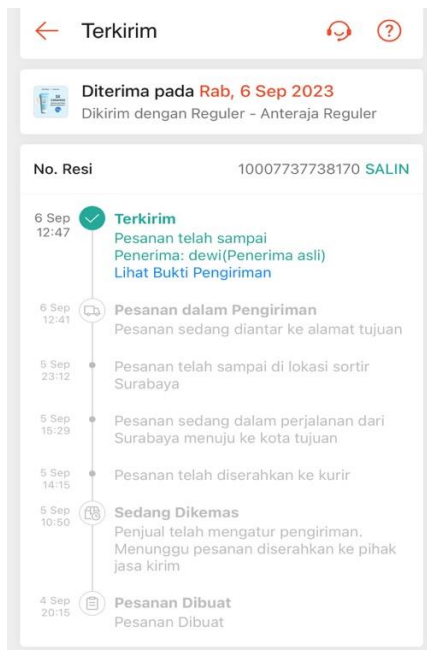 Terkirim
Diterima pada Rab, 6 Sep 2023
Dikirim dengan Reguler - Anteraja Reguler
No. Resi 10007737738170 SALIN
6 Sep Terkirim
12:47 Pesanan telah sampai
Penerima: dewi(Penerima asli)
Lihat Bukti Pengiriman
6 Sep Pesanan dalam Pengiriman
12:41 Pesanan sedang diantar ke alamat tujuan
5 Sep Pesanan telah sampai di lokasi sortir
23:12 Surabaya
5 Sep Pesanan sedang dalam perjalanan dari
15:29 Surabaya menuju ke kota tujuan
5 Sep Pesanan telah diserahkan ke kurir
14:15
5 Sep Sedang Dikemas
10:50 Penjual telah mengatur pengiriman.
Menunggu pesanan diserahkan ke pihak
jasa kirim
4 Sep Pesanan Dibuat
20:15 Pesanan Dibuat